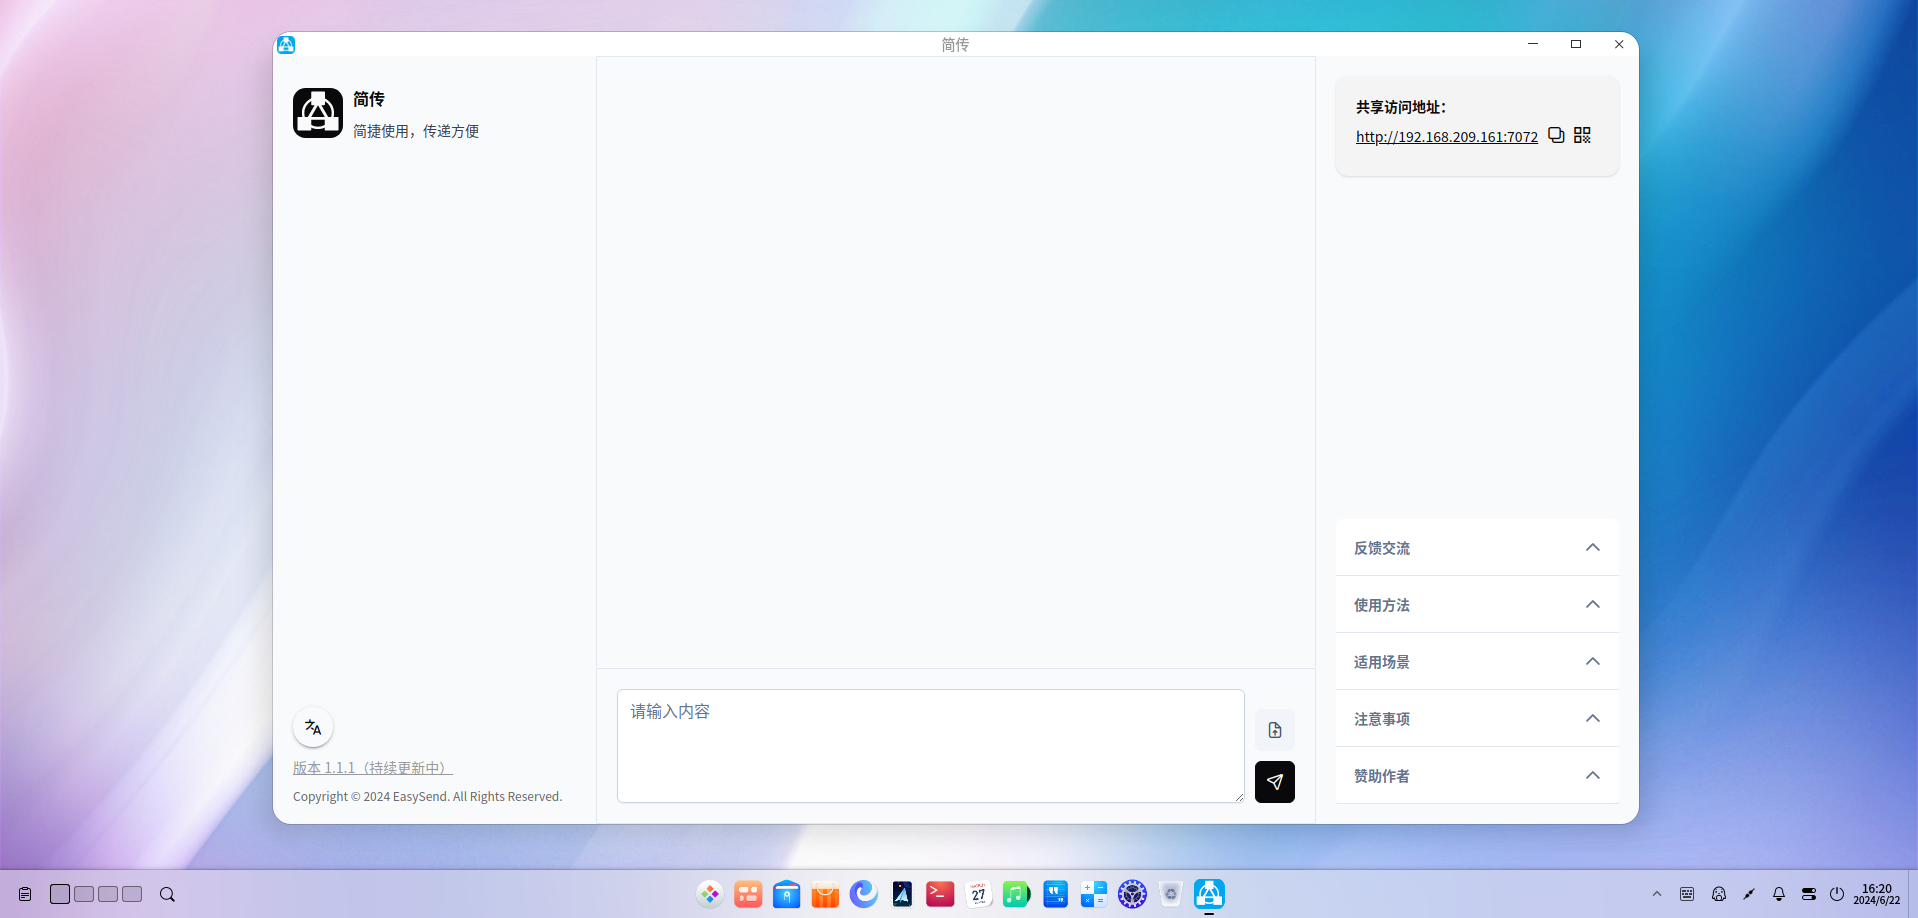 简传
简传
简捷使用，传递方便
版本 1.1.1（持续更新中）
Copyright © 2024 EasySend. All Rights Reserved.
请输入内容
共享访问地址：
http://192.168.209.161:7072
反馈交流
使用方法
适用场景
注意事项
赞助作者
27
16:20
2024/6/22